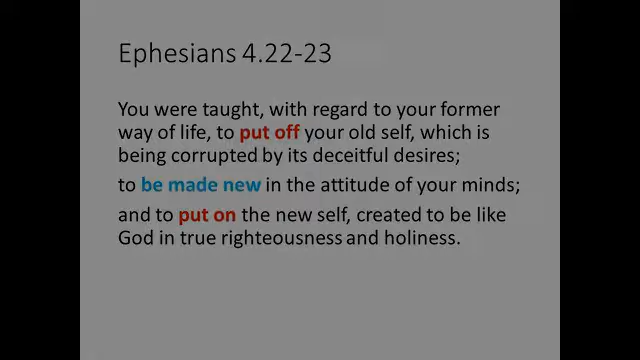 Ephesians 4.22-23
You were taught, with regard to your former
way of life, to put off your old self, which is
being corrupted by its deceitful desires;
to be made new in the attitude of your minds;
and to put on the new self, created to be like
God in true righteousness and holiness.